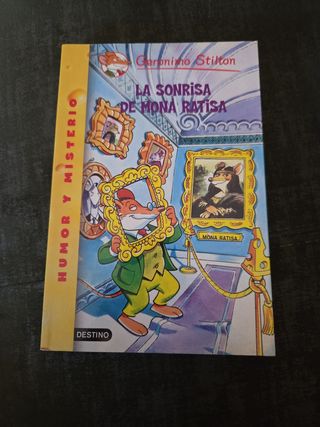 Geronimo Stilton
LA SONRISA
DE MONA RATISA
HUMOR Y MISTERIO
MONA RATISA
DESTINO